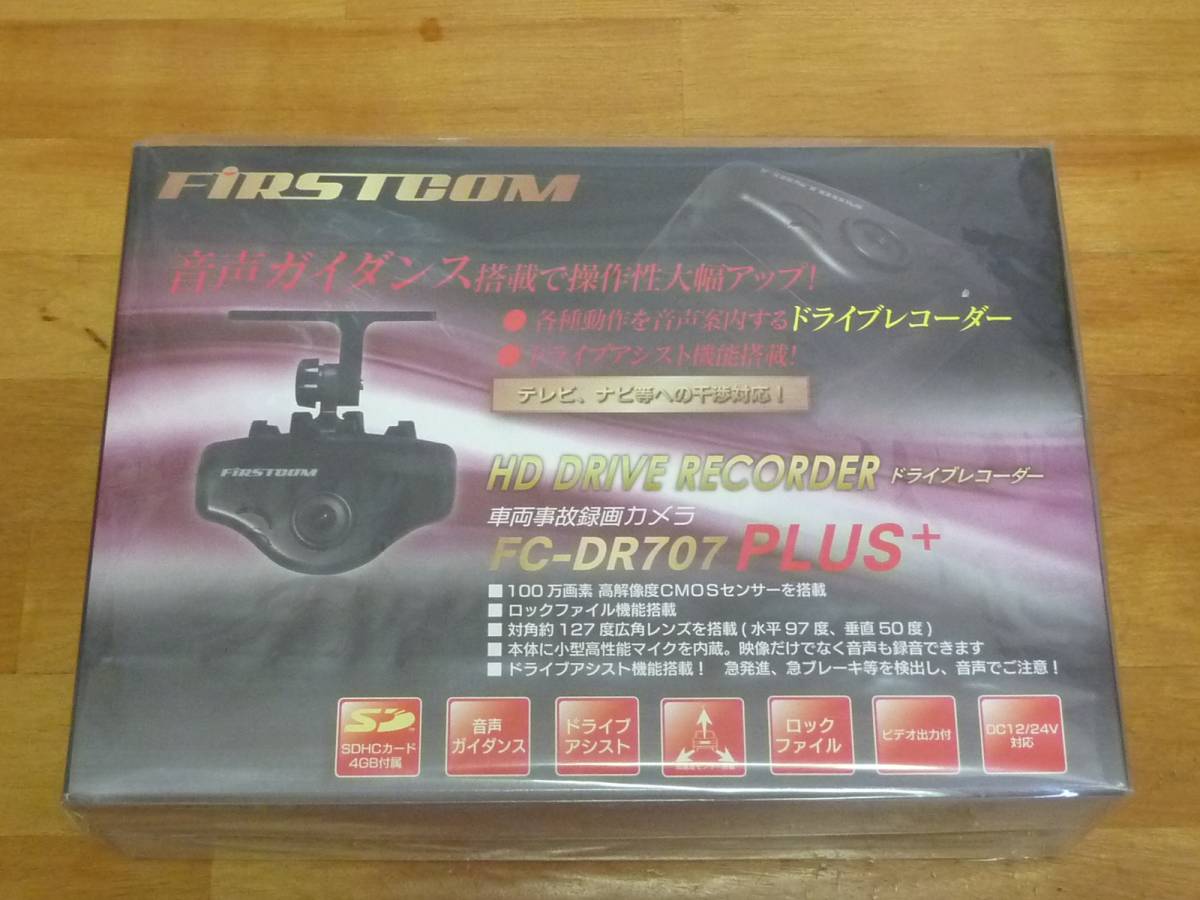 FiRSTCOM
音声ガイダンス搭載で操作性大幅アップ!
● 各種動作を音声案内するドライブレコーダー
● ドライブアシスト機能搭載!
テレビ、ナビ等への干渉対応!
FiRSTCOM
HD DRIVE RECORDER ドライブレコーダー
車両事故録画カメラ
FC-DR707 PLUS+
■100万画素 高解像度CMOSセンサーを搭載
■ロックファイル機能搭載
■対角約127度広角レンズを搭載(水平97度、垂直50度)
■本体に小型高性能マイクを内蔵。映像だけでなく音声も録音できます
■ドライブアシスト機能搭載! 急発進、急ブレーキ等を検出し、音声でご注意!
SD
SDHCカード
4GB付属
音声
ガイダンス
ドライブ
アシスト
ロック
ファイル
ビデオ出力付
DC12/24V
対応